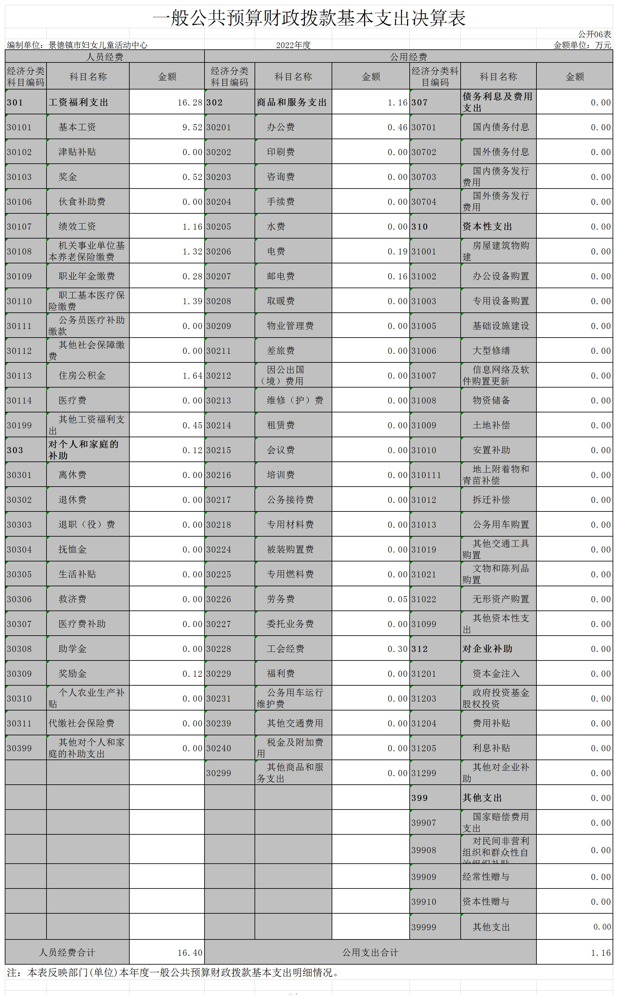 一般公共预算财政拨款基本支出决算表
公开06表
编制单位：景德镇市妇女儿童活动中心 2022年度 金额单位：万元
人员经费 公用经费
经济分类科目编码 科目名称 金额 经济分类科目编码 科目名称 金额 经济分类科目编码 科目名称 金额
301 工资福利支出 16.28 302 商品和服务支出 1.16 307 债务利息及费用支出 0.00
30101 基本工资 9.52 30201 办公费 0.46 30701 国内债务付息 0.00
30102 津贴补贴 0.00 30202 印刷费 0.00 30702 国外债务付息 0.00
30103 奖金 0.52 30203 咨询费 0.00 30703 国内债务发行费用 0.00
30106 伙食补助费 0.00 30204 手续费 0.00 30704 国外债务发行费用 0.00
30107 绩效工资 1.16 30205 水费 0.00 310 资本性支出 0.00
30108 机关事业单位基本养老保险缴费 1.32 30206 电费 0.19 31001 房屋建筑物购建 0.00
30109 职业年金缴费 0.28 30207 邮电费 0.16 31002 办公设备购置 0.00
30110 职工基本医疗保险缴费 1.39 30208 取暖费 0.00 31003 专用设备购置 0.00
30111 公务员医疗补助缴款 0.00 30209 物业管理费 0.00 31005 基础设施建设 0.00
30112 其他社会保障缴费 0.00 30211 差旅费 0.00 31006 大型修缮 0.00
30113 住房公积金 1.64 30212 因公出国（境）费用 0.00 31007 信息网络及软件购置更新 0.00
30114 医疗费 0.00 30213 维修（护）费 0.00 31008 物资储备 0.00
30199 其他工资福利支出 0.45 30214 租赁费 0.00 31009 土地补偿 0.00
303 对个人和家庭的补助 0.12 30215 会议费 0.00 31010 安置补助 0.00
30301 离休费 0.00 30216 培训费 0.00 310111 地上附着物和青苗补偿 0.00
30302 退休费 0.00 30217 公务接待费 0.00 31012 拆迁补偿 0.00
30303 退职（役）费 0.00 30218 专用材料费 0.00 31013 公务用车购置 0.00
30304 抚恤金 0.00 30224 被装购置费 0.00 31019 其他交通工具购置 0.00
30305 生活补贴 0.00 30225 专用燃料费 0.00 31021 文物和陈列品购置 0.00
30306 救济费 0.00 30226 劳务费 0.05 31022 无形资产购置 0.00
30307 医疗费补助 0.00 30227 委托业务费 0.00 31099 其他资本性支出 0.00
30308 助学金 0.00 30228 工会经费 0.30 312 对企业补助 0.00
30309 奖励金 0.12 30229 福利费 0.00 31201 资本金注入 0.00
30310 个人农业生产补贴 0.00 30231 公务用车运行维护费 0.00 31203 政府投资基金股权投资 0.00
30311 代缴社会保险费 0.00 30239 其他交通费用 0.00 31204 费用补贴 0.00
30399 其他对个人和家庭的补助支出 0.00 30240 税金及附加费用 0.00 31205 利息补贴 0.00
30299 其他商品和服务支出 0.00 31299 其他对企业补助 0.00
399 其他支出 0.00
39907 国家赔偿费用支出 0.00
39908 对民间非营利组织和群众性自治组织补贴 0.00
39909 经常性赠与 0.00
39910 资本性赠与 0.00
39999 其他支出 0.00
人员经费合计 16.40 公用支出合计 1.16
注：本表反映部门(单位)本年度一般公共预算财政拨款基本支出明细情况。